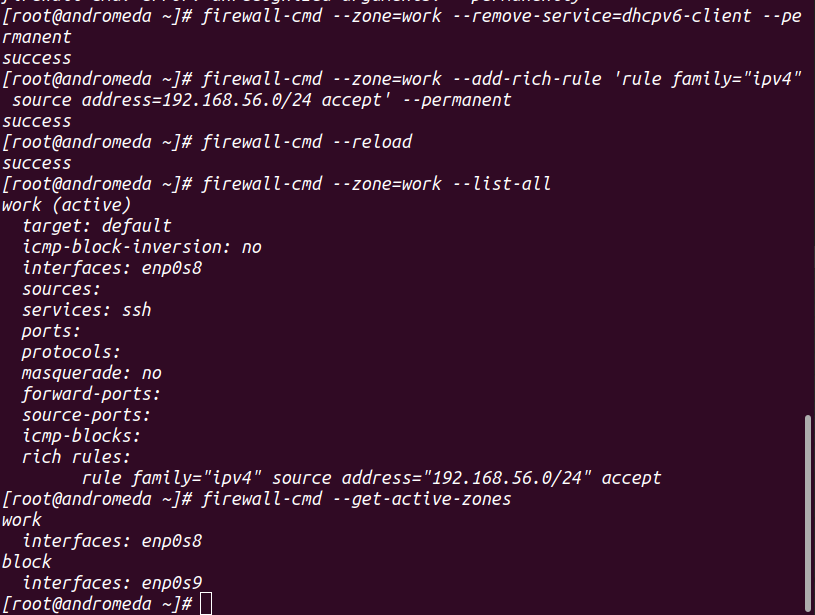 [root@andromeda ~]# firewall-cmd --zone=work --remove-service=dhcpv6-client --pe
rmanent
success
[root@andromeda ~]# firewall-cmd --zone=work --add-rich-rule 'rule family="ipv4"
 source address=192.168.56.0/24 accept' --permanent
success
[root@andromeda ~]# firewall-cmd --reload
success
[root@andromeda ~]# firewall-cmd --zone=work --list-all
work (active)
  target: default
  icmp-block-inversion: no
  interfaces: enp0s8
  sources:
  services: ssh
  ports:
  protocols:
  masquerade: no
  forward-ports:
  source-ports:
  icmp-blocks:
  rich rules:
        rule family="ipv4" source address="192.168.56.0/24" accept
[root@andromeda ~]# firewall-cmd --get-active-zones
work
  interfaces: enp0s8
block
  interfaces: enp0s9
[root@andromeda ~]#